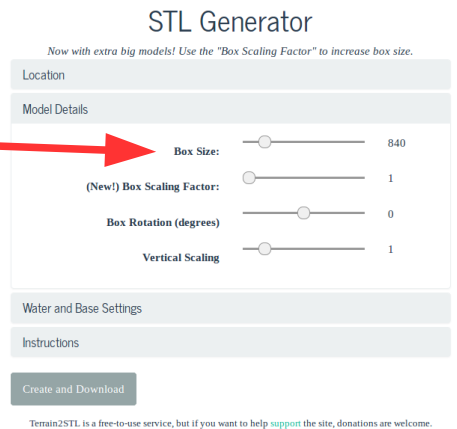 STL Generator
Now with extra big models! Use the "Box Scaling Factor" to increase box size.
Location
Model Details
Box Size: 840
(New!) Box Scaling Factor: 1
Box Rotation (degrees) 0
Vertical Scaling 1
Water and Base Settings
Instructions
Create and Download
Terrain2STL is a free-to-use service, but if you want to help support the site, donations are welcome.